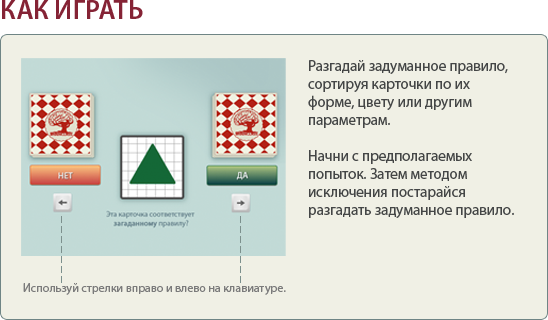 КАК ИГРАТЬ
Разгадай задуманное правило,
сортируя карточки по их
форме, цвету или другим
параметрам.
Начни с предполагаемых
попыток. Затем методом
исключения постарайся
разгадать задуманное правило.
НЕТ
ДА
Эта карточка соответствует
загаданному правилу?
Используй стрелки вправо и влево на клавиатуре.